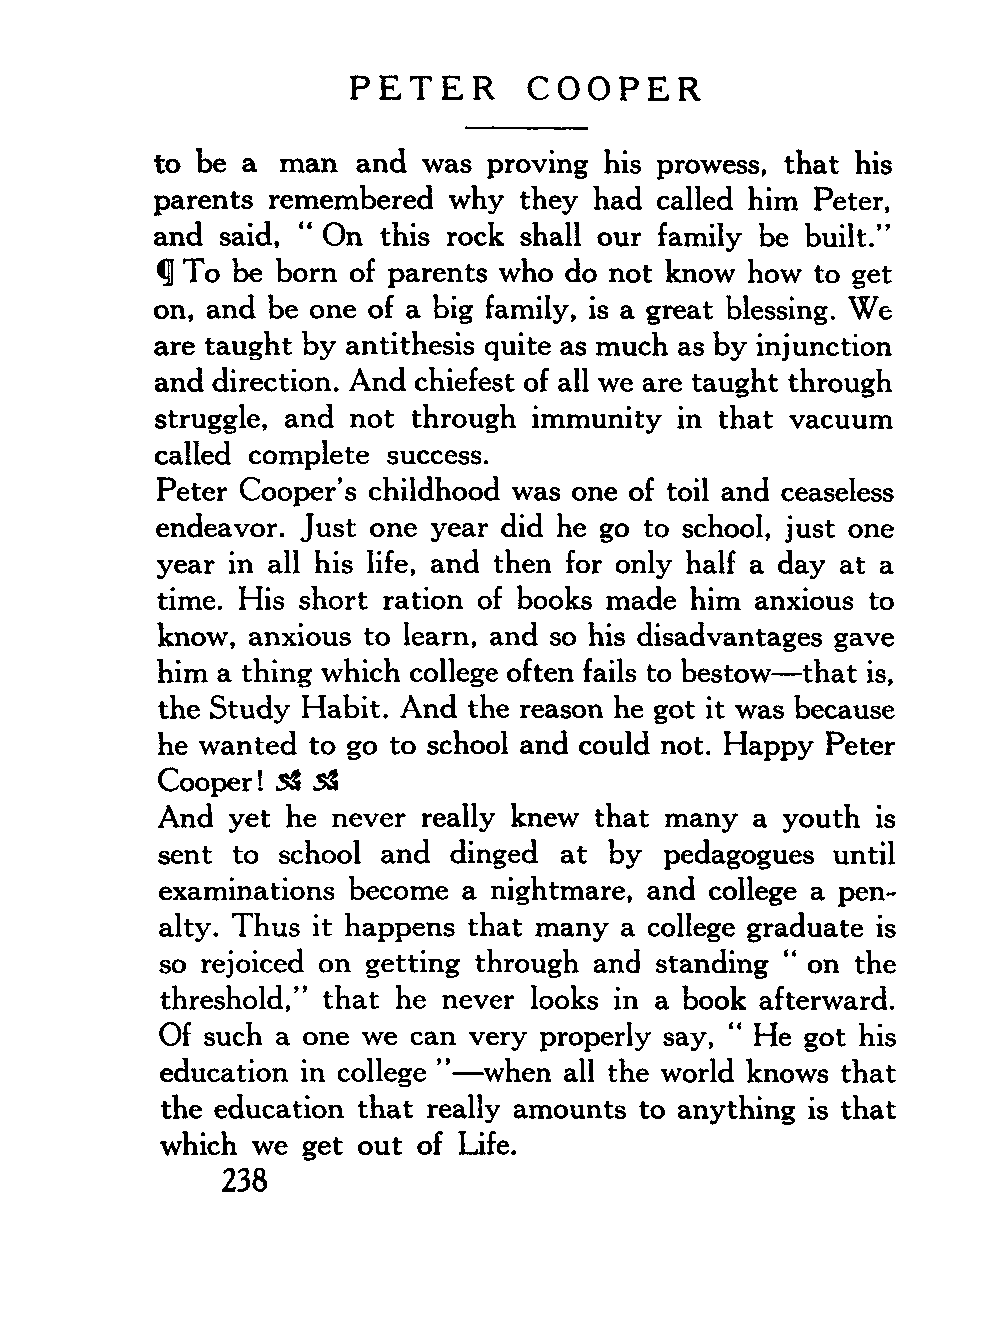 PETER COOPER
to be a man and was proving his prowess, that his
parents remembered why they had called him Peter,
and said, “ On this rock shall our family be built.”
¶ To be born of parents who do not know how to get
on, and be one of a big family, is a great blessing. We
are taught by antithesis quite as much as by injunction
and direction. And chiefest of all we are taught through
struggle, and not through immunity in that vacuum
called complete success.
Peter Cooper’s childhood was one of toil and ceaseless
endeavor. Just one year did he go to school, just one
year in all his life, and then for only half a day at a
time. His short ration of books made him anxious to
know, anxious to learn, and so his disadvantages gave
him a thing which college often fails to bestow—that is,
the Study Habit. And the reason he got it was because
he wanted to go to school and could not. Happy Peter
Cooper!
And yet he never really knew that many a youth is
sent to school and dinged at by pedagogues until
examinations become a nightmare, and college a pen-
alty. Thus it happens that many a college graduate is
so rejoiced on getting through and standing “ on the
threshold,” that he never looks in a book afterward.
Of such a one we can very properly say, “ He got his
education in college ”—when all the world knows that
the education that really amounts to anything is that
which we get out of Life.
238